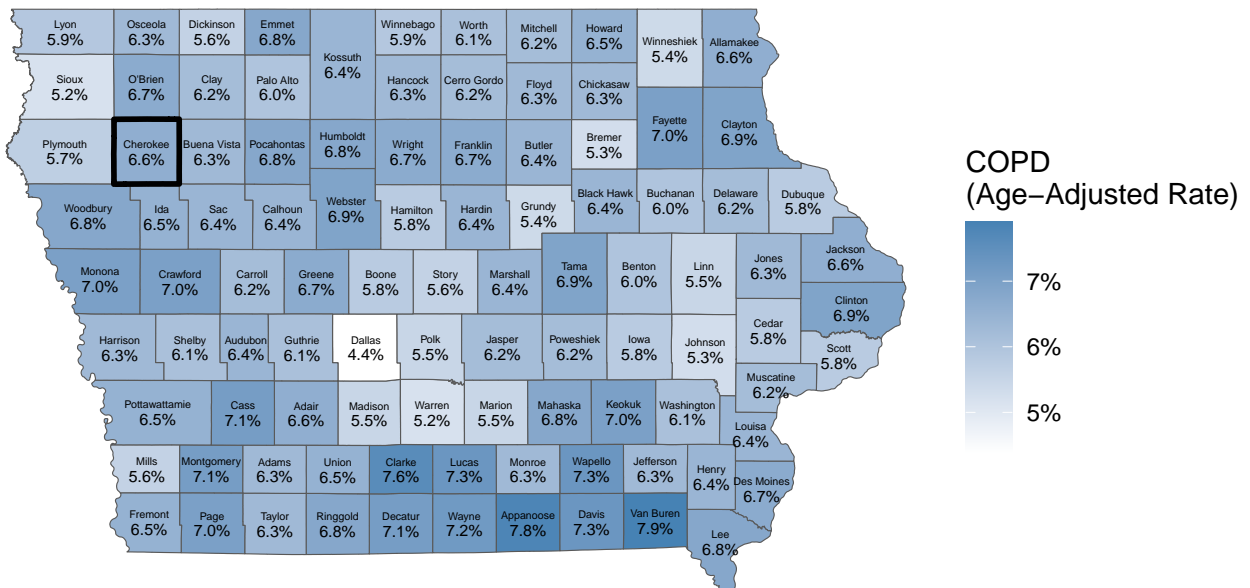 Lyon
5.9%
Osceola
6.3%
Dickinson
5.6%
Emmet
6.8%
Kossuth
6.4%
Winnebago
5.9%
Worth
6.1%
Mitchell
6.2%
Howard
6.5%
Winneshiek
5.4%
Allamakee
6.6%
Sioux
5.2%
O'Brien
6.7%
Clay
6.2%
Palo Alto
6.0%
Hancock
6.3%
Cerro Gordo
6.2%
Floyd
6.3%
Chickasaw
6.3%
Fayette
7.0%
Clayton
6.9%
Plymouth
5.7%
Cherokee
6.6%
Buena Vista
6.3%
Pocahontas
6.8%
Humboldt
6.8%
Wright
6.7%
Franklin
6.7%
Butler
6.4%
Bremer
5.3%
Woodbury
6.8%
Ida
6.5%
Sac
6.4%
Calhoun
6.4%
Webster
6.9%
Hamilton
5.8%
Hardin
6.4%
Grundy
5.4%
Black Hawk
6.4%
Buchanan
6.0%
Delaware
6.2%
Dubuque
5.8%
Monona
7.0%
Crawford
7.0%
Carroll
6.2%
Greene
6.7%
Boone
5.8%
Story
5.6%
Marshall
6.4%
Tama
6.9%
Benton
6.0%
Linn
5.5%
Jones
6.3%
Jackson
6.6%
Clinton
6.9%
Harrison
6.3%
Shelby
6.1%
Audubon
6.4%
Guthrie
6.1%
Dallas
4.4%
Polk
5.5%
Jasper
6.2%
Poweshiek
6.2%
Iowa
5.8%
Johnson
5.3%
Cedar
5.8%
Scott
5.8%
Muscatine
6.2%
Pottawattamie
6.5%
Cass
7.1%
Adair
6.6%
Madison
5.5%
Warren
5.2%
Marion
5.5%
Mahaska
6.8%
Keokuk
7.0%
Washington
6.1%
Louisa
6.4%
Mills
5.6%
Montgomery
7.1%
Adams
6.3%
Union
6.5%
Clarke
7.6%
Lucas
7.3%
Monroe
6.3%
Wapello
7.3%
Jefferson
6.3%
Henry
6.4%
Des Moines
6.7%
Fremont
6.5%
Page
7.0%
Taylor
6.3%
Ringgold
6.8%
Decatur
7.1%
Wayne
7.2%
Appanoose
7.8%
Davis
7.3%
Van Buren
7.9%
Lee
6.8%
COPD
(Age−Adjusted Rate)
7%
6%
5%